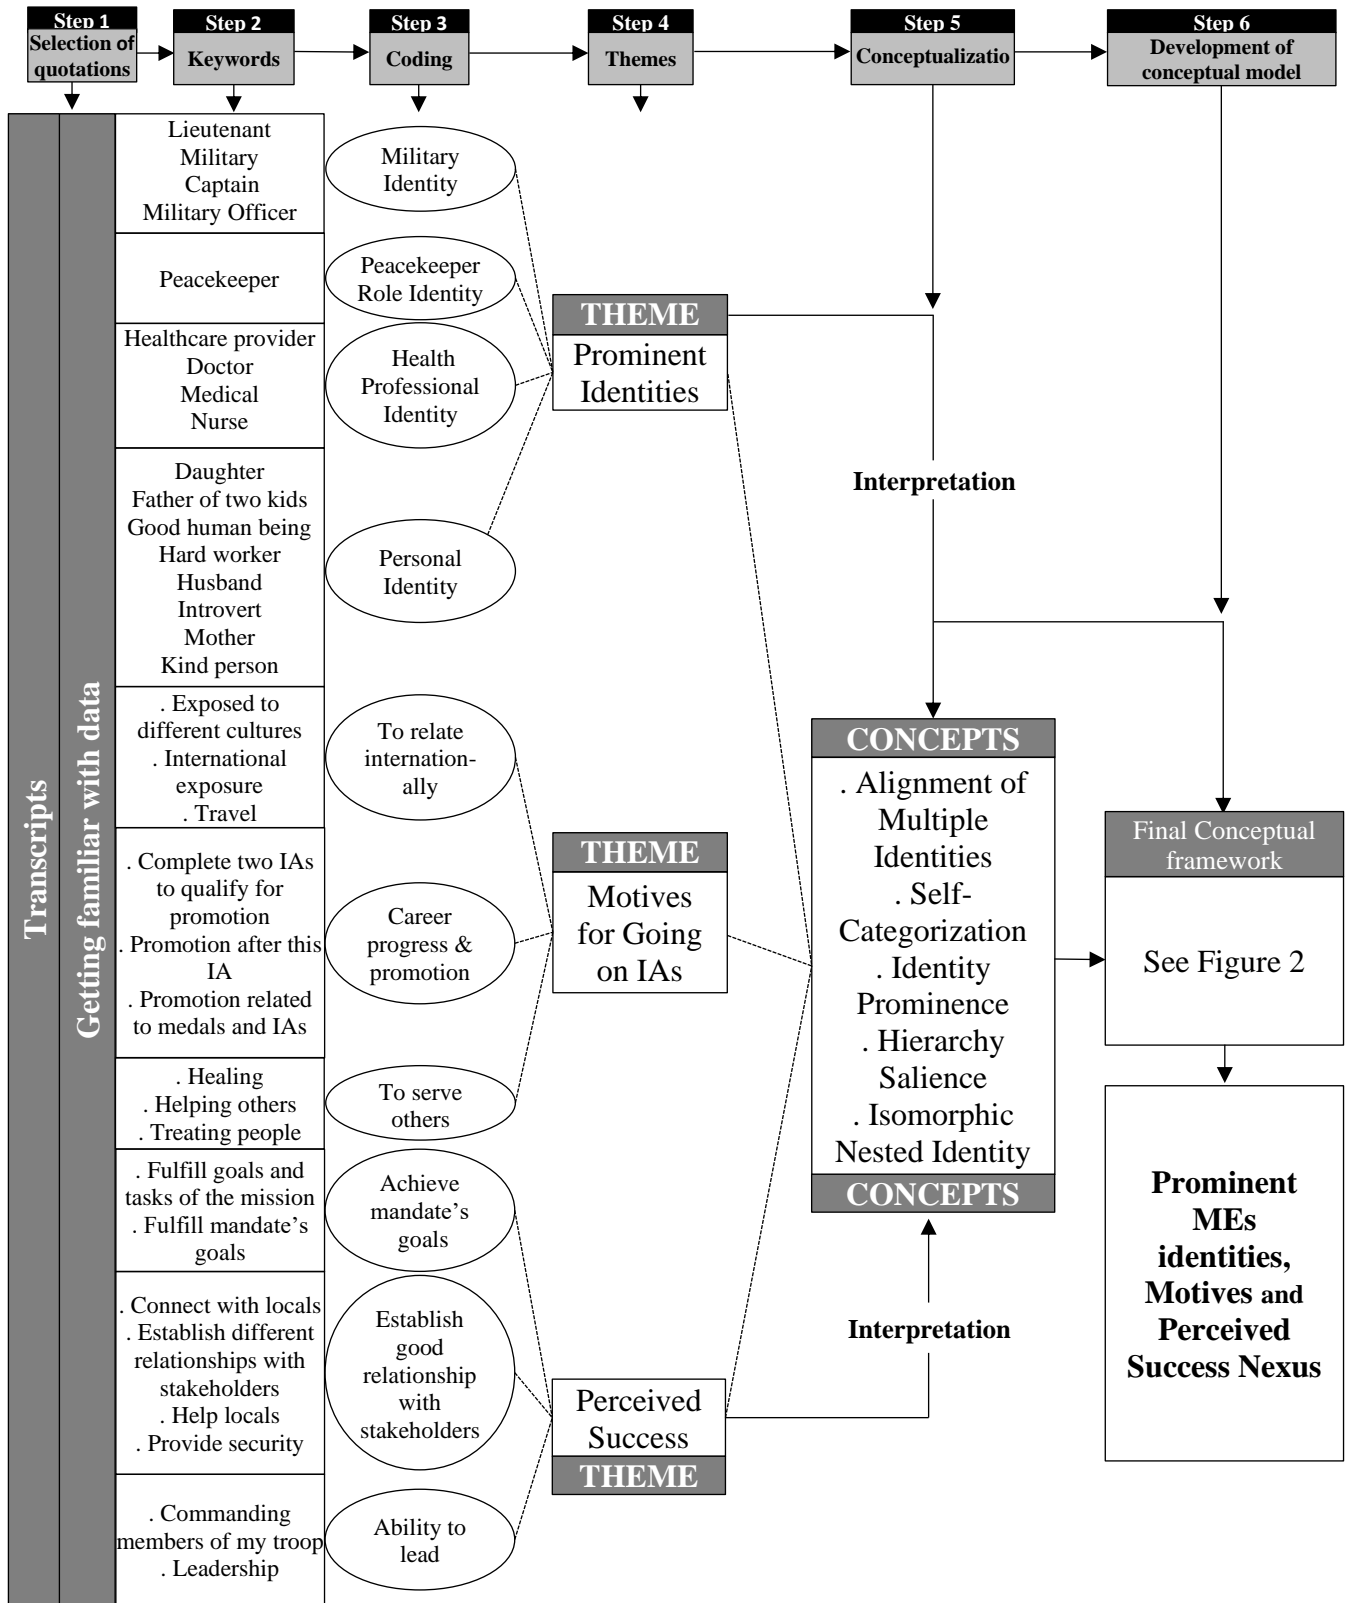 Step 1
Selection of
quotations
Step 2
Keywords
Step 3
Coding
Step 4
Themes
Step 5
Conceptualizatio
Step 6
Development of
conceptual model
Transcripts
Getting familiar with data
Lieutenant
Military
Captain
Military Officer
Peacekeeper
Healthcare provider
Doctor
Medical
Nurse
Daughter
Father of two kids
Good human being
Hard worker
Husband
Introvert
Mother
Kind person
. Exposed to
different cultures
. International
exposure
. Travel
. Complete two IAs
to qualify for
promotion
. Promotion after this
IA
. Promotion related
to medals and IAs
. Healing
. Helping others
. Treating people
. Fulfill goals and
tasks of the mission
. Fulfill mandate’s
goals
. Connect with locals
. Establish different
relationships with
stakeholders
. Help locals
. Provide security
. Commanding
members of my troop
. Leadership
Military
Identity
Peacekeeper
Role Identity
Health
Professional
Identity
Personal
Identity
To relate
internation-
ally
Career
progress &
promotion
To serve
others
Achieve
mandate’s
goals
Establish
good
relationship
with
stakeholders
Ability to
lead
THEME
Prominent
Identities
THEME
Motives
for Going
on IAs
Perceived
Success
THEME
Interpretation
CONCEPTS
. Alignment of
Multiple
Identities
. Self-
Categorization
. Identity
Prominence
. Hierarchy
Salience
. Isomorphic
Nested Identity
CONCEPTS
Interpretation
Final Conceptual
framework
See Figure 2
Prominent
MEs
identities,
Motives and
Perceived
Success Nexus